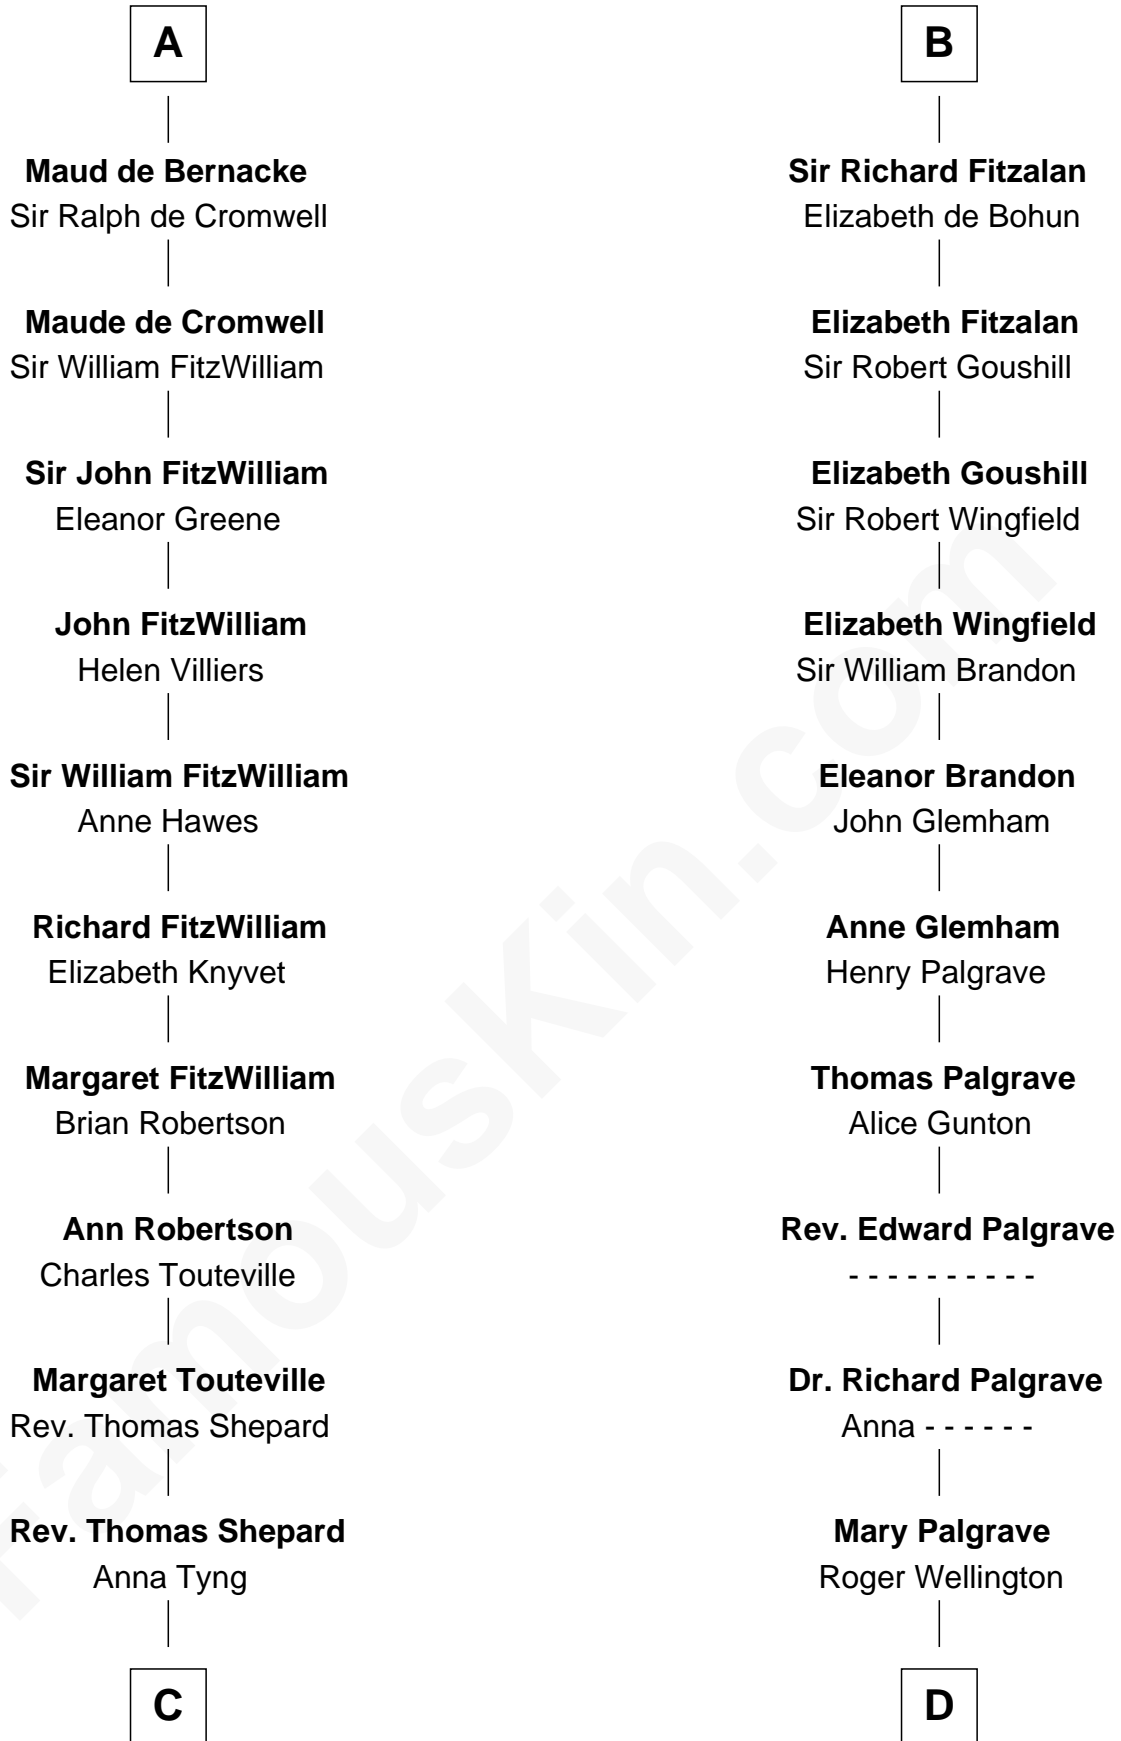 A
Maud de Bernacke
Sir Ralph de Cromwell
Maude de Cromwell
Sir William FitzWilliam
Sir John FitzWilliam
Eleanor Greene
John FitzWilliam
Helen Villiers
Sir William FitzWilliam
Anne Hawes
Richard FitzWilliam
Elizabeth Knyvet
Margaret FitzWilliam
Brian Robertson
Ann Robertson
Charles Touteville
Margaret Touteville
Rev. Thomas Shepard
Rev. Thomas Shepard
Anna Tyng
C
B
Sir Richard Fitzalan
Elizabeth de Bohun
Elizabeth Fitzalan
Sir Robert Goushill
Elizabeth Goushill
Sir Robert Wingfield
Elizabeth Wingfield
Sir William Brandon
Eleanor Brandon
John Glemham
Anne Glemham
Henry Palgrave
Thomas Palgrave
Alice Gunton
Rev. Edward Palgrave
- - - - - - - - - -
Dr. Richard Palgrave
Anna - - - - - -
Mary Palgrave
Roger Wellington
D
FamousKin.com